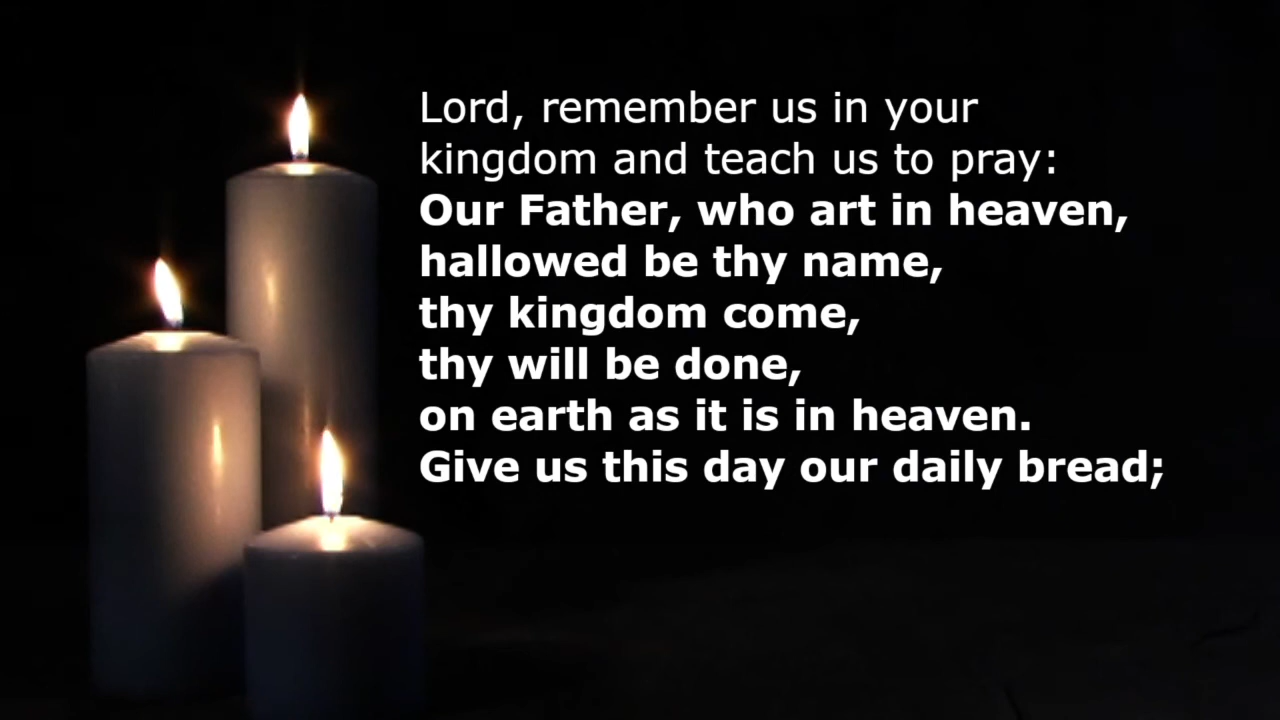 Lord, remember us in your
kingdom and teach us to pray:
Our Father, who art in heaven,
hallowed be thy name,
thy kingdom come,
thy will be done,
on earth as it is in heaven.
Give us this day our daily bread;